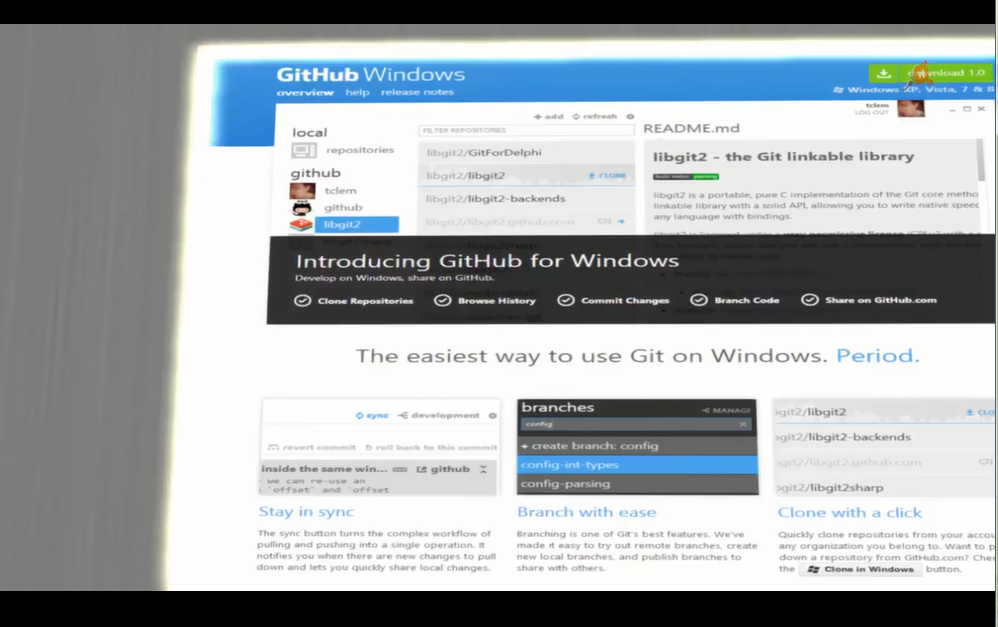 GitHub Windows
download 1.0
overview help release notes
Windows XP, Vista, 7 & 8
tclem
LOG OUT
+ add refresh
local
FILTER REPOSITORIES
README.md
repositories
libgit2/GitForDelphi
libgit2 - the Git linkable library
github
libgit2/libgit2
CLONE
build status passing
tclem
libgit2/libgit2-backends
libgit2 is a portable, pure C implementation of the Git core metho
github
linkable library with a solid API, allowing you to write native speed
libgit2
libgit2/libgit2.github.com
any language with bindings.
Introducing GitHub for Windows
Develop on Windows, share on GitHub.
Clone Repositories Browse History Commit Changes Branch Code Share on GitHub.com
The easiest way to use Git on Windows. Period.
sync development
revert commit roll back to this commit
inside the same win... github
we can re-use an
`offset` and `offset
branches
MANAGE
config
+ create branch: config
config-int-types
config-parsing
ogit2/libgit2
CLO
ogit2/libgit2-backends
ogit2/libgit2.github.com
ogit2/libgit2sharp
Stay in sync
The sync button turns the complex workflow of
pulling and pushing into a single operation. It
notifies you when there are new changes to pull
down and lets you quickly share local changes.
Branch with ease
Branching is one of Git's best features. We've
made it easy to try out remote branches, create
new local branches, and publish branches to
share with others.
Clone with a click
Quickly clone repositories from your accou
any organization you belong to. Want to p
down a repository from GitHub.com? Chec
the Clone in Windows button.